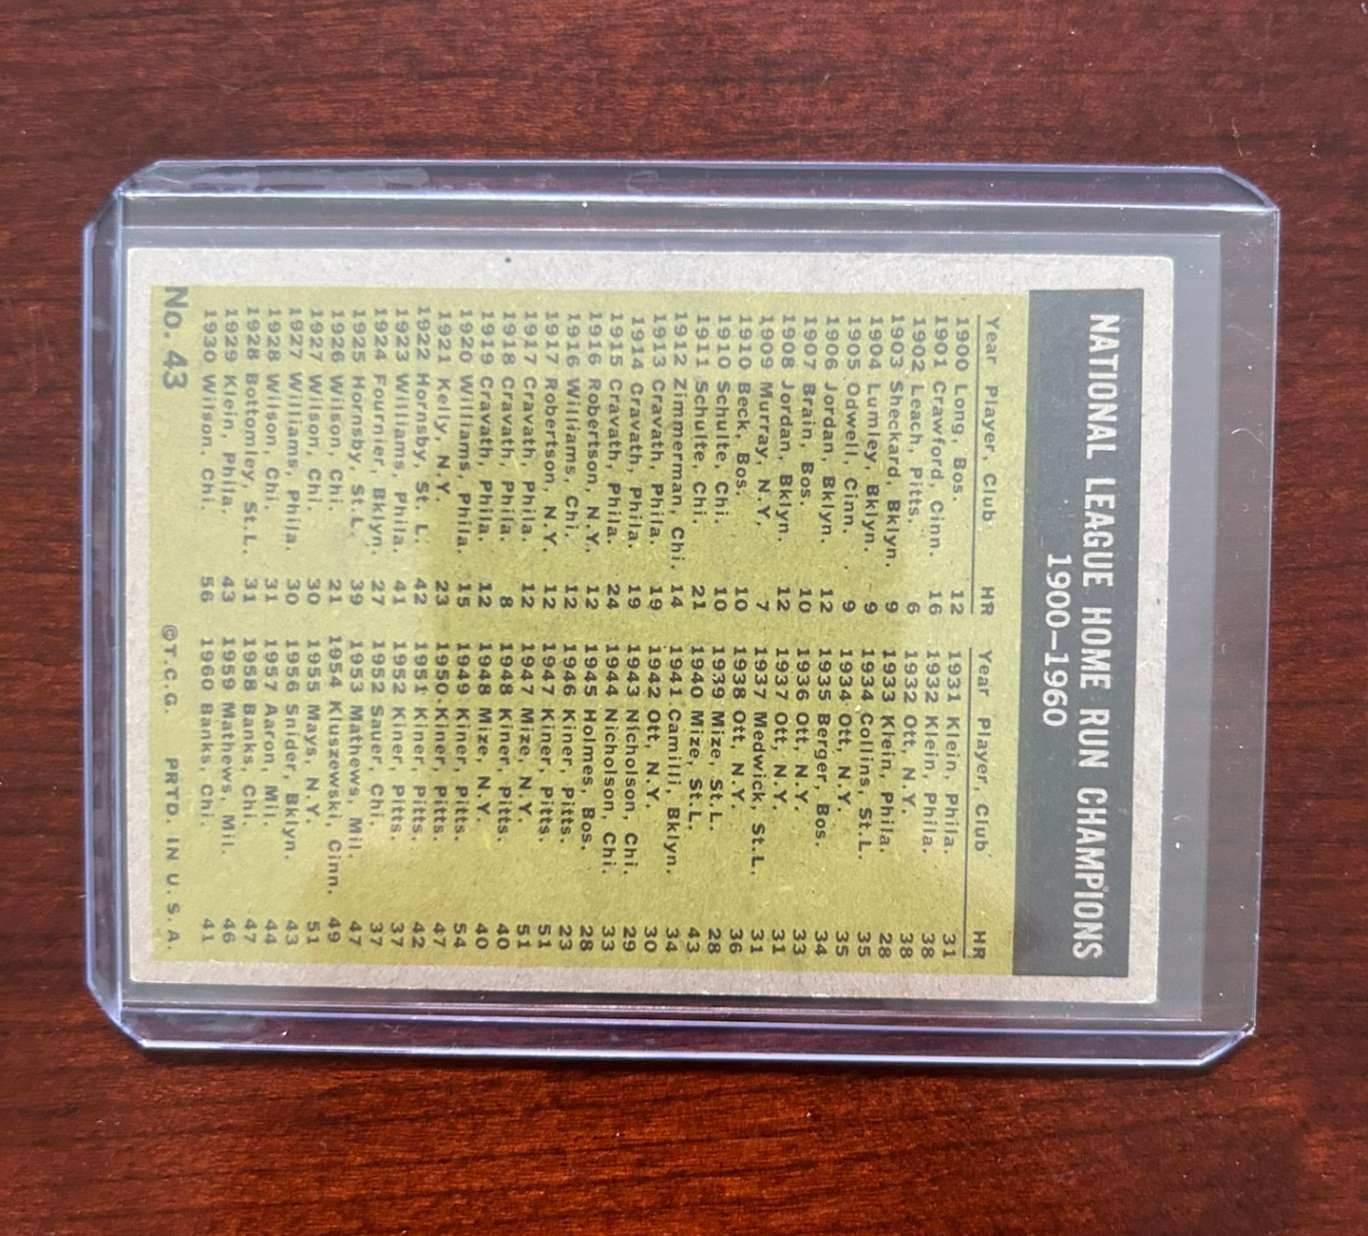 NATIONAL LEAGUE HOME RUN CHAMPIONS
1900–1960
Year Player, Club HR
1900 Long, Bos. 12
1901 Crawford, Cinn. 16
1902 Leach, Pitts. 6
1903 Sheckard, Bklyn. 9
1904 Lumley, Bklyn. 9
1905 Odwell, Cinn. 9
1906 Jordan, Bklyn. 12
1907 Brain, Bos. 10
1908 Jordan, Bklyn. 12
1909 Murray, N.Y. 7
1910 Beck, Bos. 10
1910 Schulte, Chi. 10
1911 Schulte, Chi. 21
1912 Zimmerman, Chi. 14
1913 Cravath, Phila. 19
1914 Cravath, Phila. 19
1915 Cravath, Phila. 24
1916 Robertson, N.Y. 12
1916 Williams, Chi. 12
1917 Robertson, N.Y. 12
1917 Cravath, Phila. 12
1918 Cravath, Phila. 8
1919 Cravath, Phila. 12
1920 Williams, Phila. 15
1921 Kelly, N.Y. 23
1922 Hornsby, St. L. 42
1923 Williams, Phila. 41
1924 Fournier, Bklyn. 27
1925 Hornsby, St.L. 39
1926 Wilson, Chi. 21
1927 Wilson, Chi. 30
1927 Williams, Phila. 30
1928 Wilson, Chi. 31
1928 Bottomley, St.L. 31
1929 Klein, Phila. 43
1930 Wilson, Chi. 56
Year Player, Club HR
1931 Klein, Phila. 31
1932 Klein, Phila. 38
1932 Ott, N.Y. 38
1933 Klein, Phila. 28
1934 Collins, St.L. 35
1934 Ott, N.Y. 35
1935 Berger, Bos. 34
1936 Ott, N.Y. 33
1937 Ott, N.Y. 31
1937 Medwick, St.L. 31
1938 Ott, N.Y. 36
1939 Mize, St.L. 28
1940 Mize, St.L. 43
1941 Camilli, Bklyn. 34
1942 Ott, N.Y. 30
1943 Nicholson, Chi. 29
1944 Nicholson, Chi. 33
1945 Holmes, Bos. 28
1946 Kiner, Pitts. 23
1947 Kiner, Pitts. 51
1947 Mize, N.Y. 51
1948 Kiner, Pitts. 40
1948 Mize, N.Y. 40
1949 Kiner, Pitts. 54
1950 Kiner, Pitts. 47
1951 Kiner, Pitts. 42
1952 Kiner, Pitts. 37
1952 Sauer, Chi. 37
1953 Mathews, Mil. 47
1954 Kluszewski, Cinn. 49
1955 Mays, N.Y. 51
1956 Snider, Bklyn. 43
1957 Aaron, Mil. 44
1958 Banks, Chi. 47
1959 Mathews, Mil. 46
1960 Banks, Chi. 41
No. 43 ©T.C.G. PRTD. IN U.S.A.